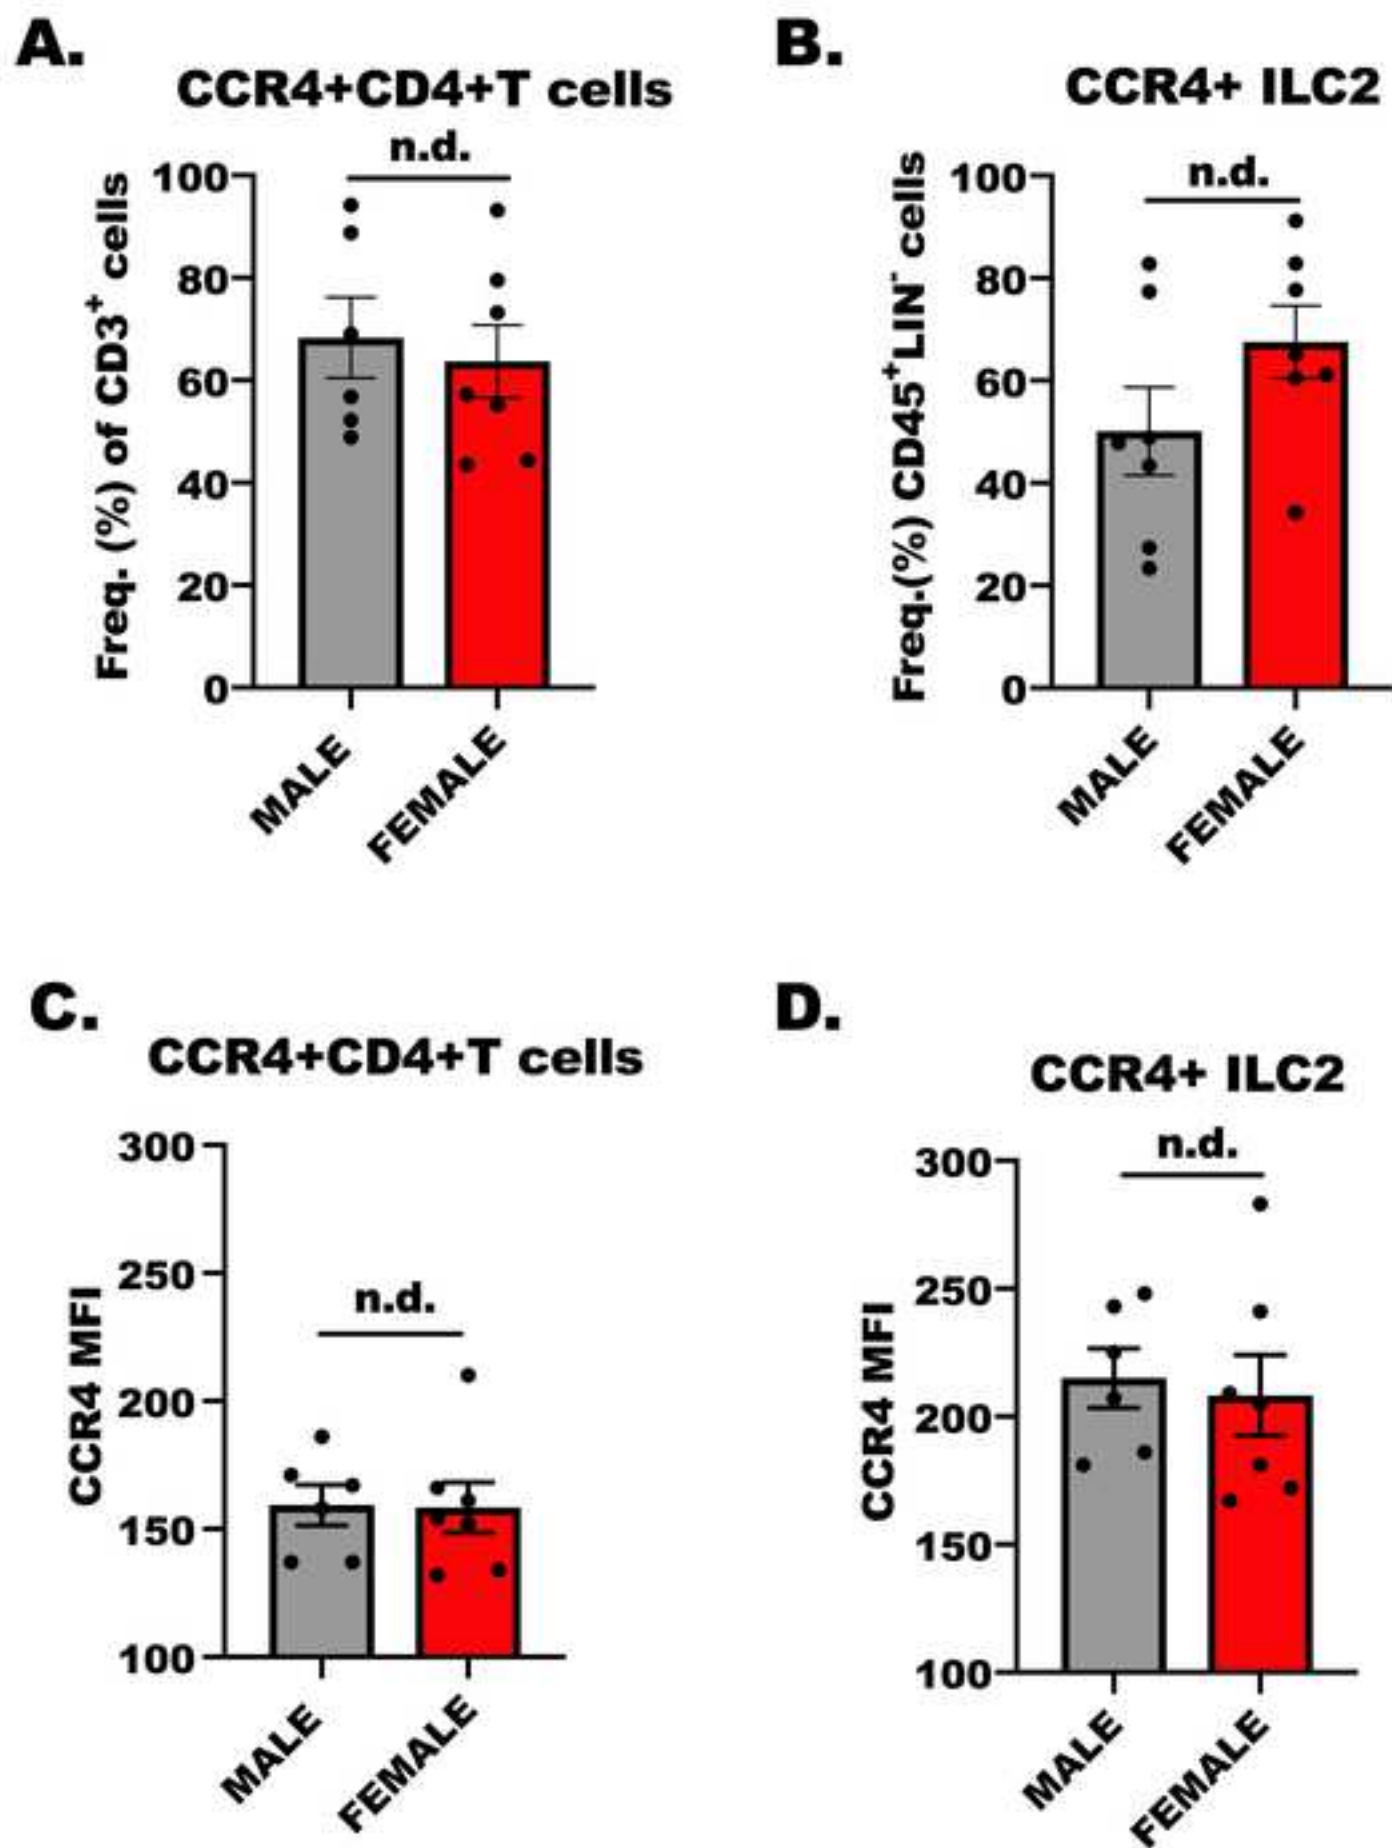 A.
CCR4+CD4+T cells
n.d.
Freq. (%) of CD3+ cells
100
80
60
40
20
0
MALE
FEMALE
B.
CCR4+ ILC2
n.d.
Freq.(%) CD45+LIN- cells
100
80
60
40
20
0
MALE
FEMALE
C.
CCR4+CD4+T cells
n.d.
CCR4 MFI
300
250
200
150
100
MALE
FEMALE
D.
CCR4+ ILC2
n.d.
CCR4 MFI
300
250
200
150
100
MALE
FEMALE